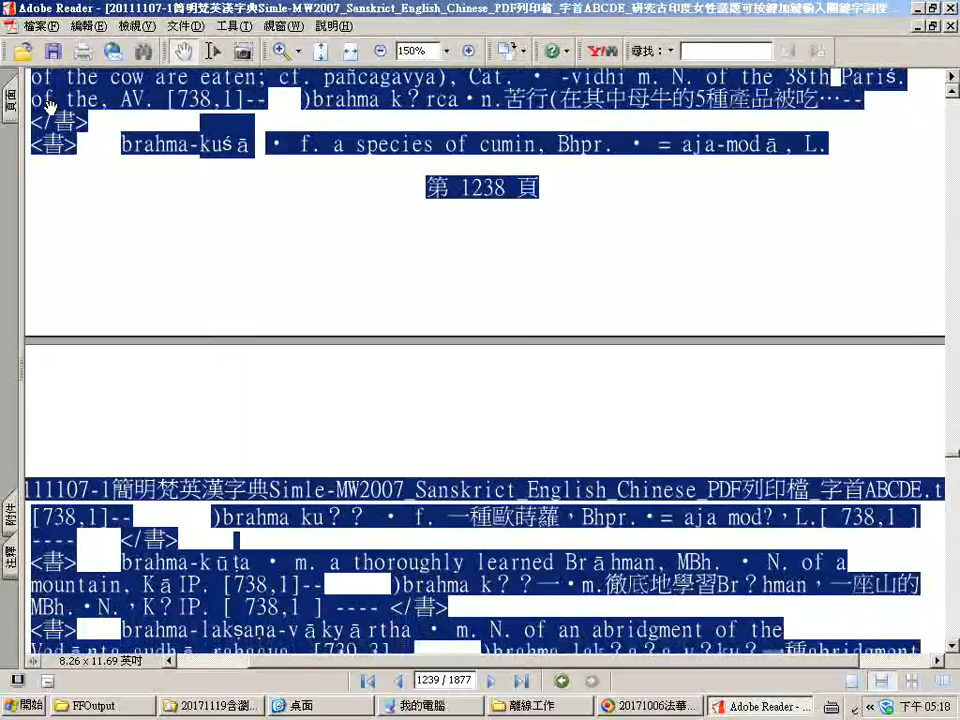 Adobe Reader - [20111107-1簡明梵英漢字典Simle-MW2007_Sanskrict_English_Chinese_PDF列印檔_字首ABCDE_研究古印度女性議題可按鍵加鍵輸入關鍵字詞搜
檔案(F) 編輯(E) 檢視(V) 文件(D) 工具(T) 視窗(W) 說明(H)
150% 尋找：
頁面
of the cow are eaten; cf. pañcagavya), Cat. • -vidhi m. N. of the 38th Pariś.
of the, AV. [738,1]-- )brahma k？rca•n.苦行(在其中母牛的5種產品被吃…--
</書>
<書> brahma-kuśā • f. a species of cumin, Bhpr. • = aja-modā, L.
第 1238 頁
111107-1簡明梵英漢字典Simle-MW2007_Sanskrict_English_Chinese_PDF列印檔_字首ABCDE.t
[738,1]-- )brahma ku？？ • f. 一種歐蒔蘿，Bhpr.•= aja mod?，L.[ 738,1 ]
---- </書>
<書> brahma-kūṭa • m. a thoroughly learned Brāhman, MBh. • N. of a
mountain, KāIP. [738,1]-- )brahma k？？一•m.徹底地學習Br？hman，一座山的
MBh.•N.，K？IP. [ 738,1 ] ---- </書>
<書> brahma-lakṣaṇa-vākyārtha • m. N. of an abridgment of the
附件
注釋
8.26 x 11.69 英吋
1239 / 1877
開始 FFOutput 20171119含瀏... 桌面 我的電腦 離線工作 20171006法華... Adobe Reader -... 下午 05:18